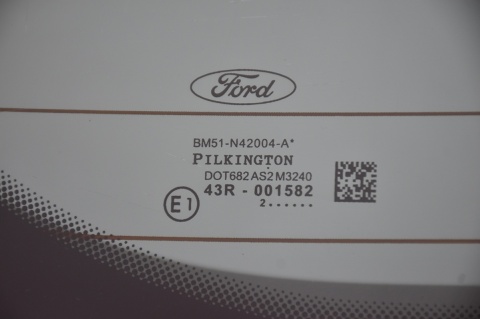 Ford
BM51-N42004-A*
PILKINGTON
DOT682 AS2 M3240
E1 43R - 001582
2......